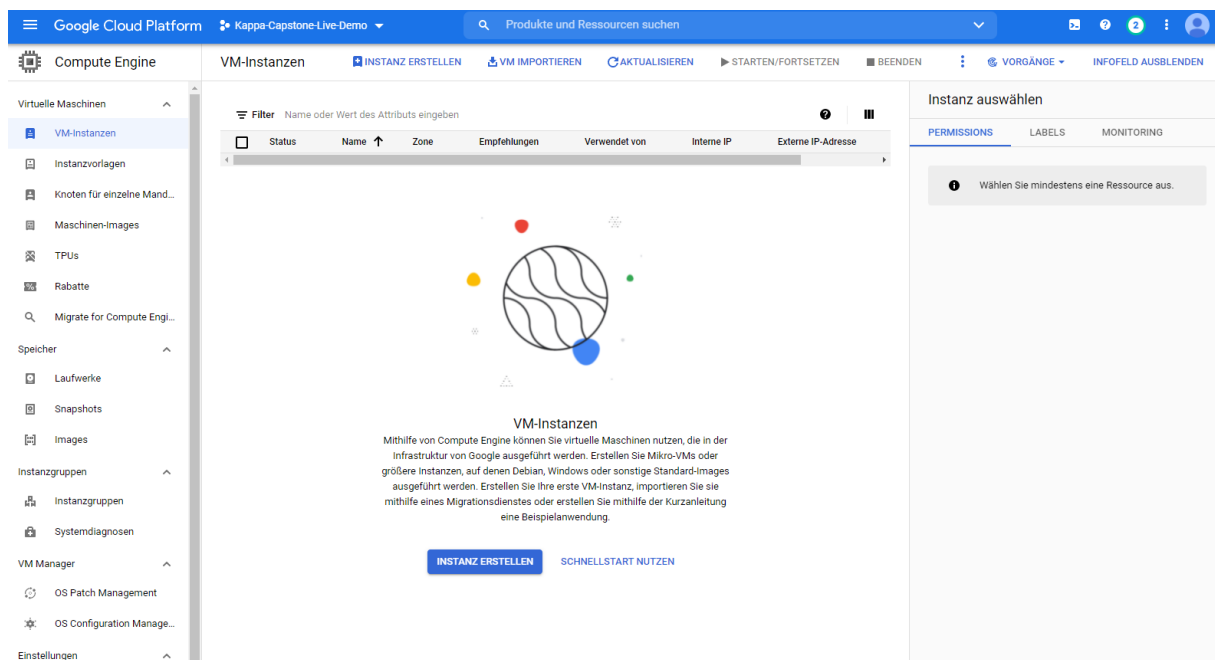 Google Cloud Platform
Kappa-Capstone-Live-Demo
Produkte und Ressourcen suchen
2
Compute Engine
VM-Instanzen
INSTANZ ERSTELLEN
VM IMPORTIEREN
AKTUALISIEREN
STARTEN/FORTSETZEN
BEENDEN
VORGÄNGE
INFOFELD AUSBLENDEN
Virtuelle Maschinen
VM-Instanzen
Instanzvorlagen
Knoten für einzelne Mand...
Maschinen-Images
TPUs
Rabatte
Migrate for Compute Engi...
Speicher
Laufwerke
Snapshots
Images
Instanzgruppen
Instanzgruppen
Systemdiagnosen
VM Manager
OS Patch Management
OS Configuration Manage...
Einstellungen
Filter Name oder Wert des Attributs eingeben
Status Name Zone Empfehlungen Verwendet von Interne IP Externe IP-Adresse
VM-Instanzen
Mithilfe von Compute Engine können Sie virtuelle Maschinen nutzen, die in der
Infrastruktur von Google ausgeführt werden. Erstellen Sie Mikro-VMs oder
größere Instanzen, auf denen Debian, Windows oder sonstige Standard-Images
ausgeführt werden. Erstellen Sie Ihre erste VM-Instanz, importieren Sie sie
mithilfe eines Migrationsdienstes oder erstellen Sie mithilfe der Kurzanleitung
eine Beispielanwendung.
INSTANZ ERSTELLEN
SCHNELLSTART NUTZEN
Instanz auswählen
PERMISSIONS LABELS MONITORING
Wählen Sie mindestens eine Ressource aus.